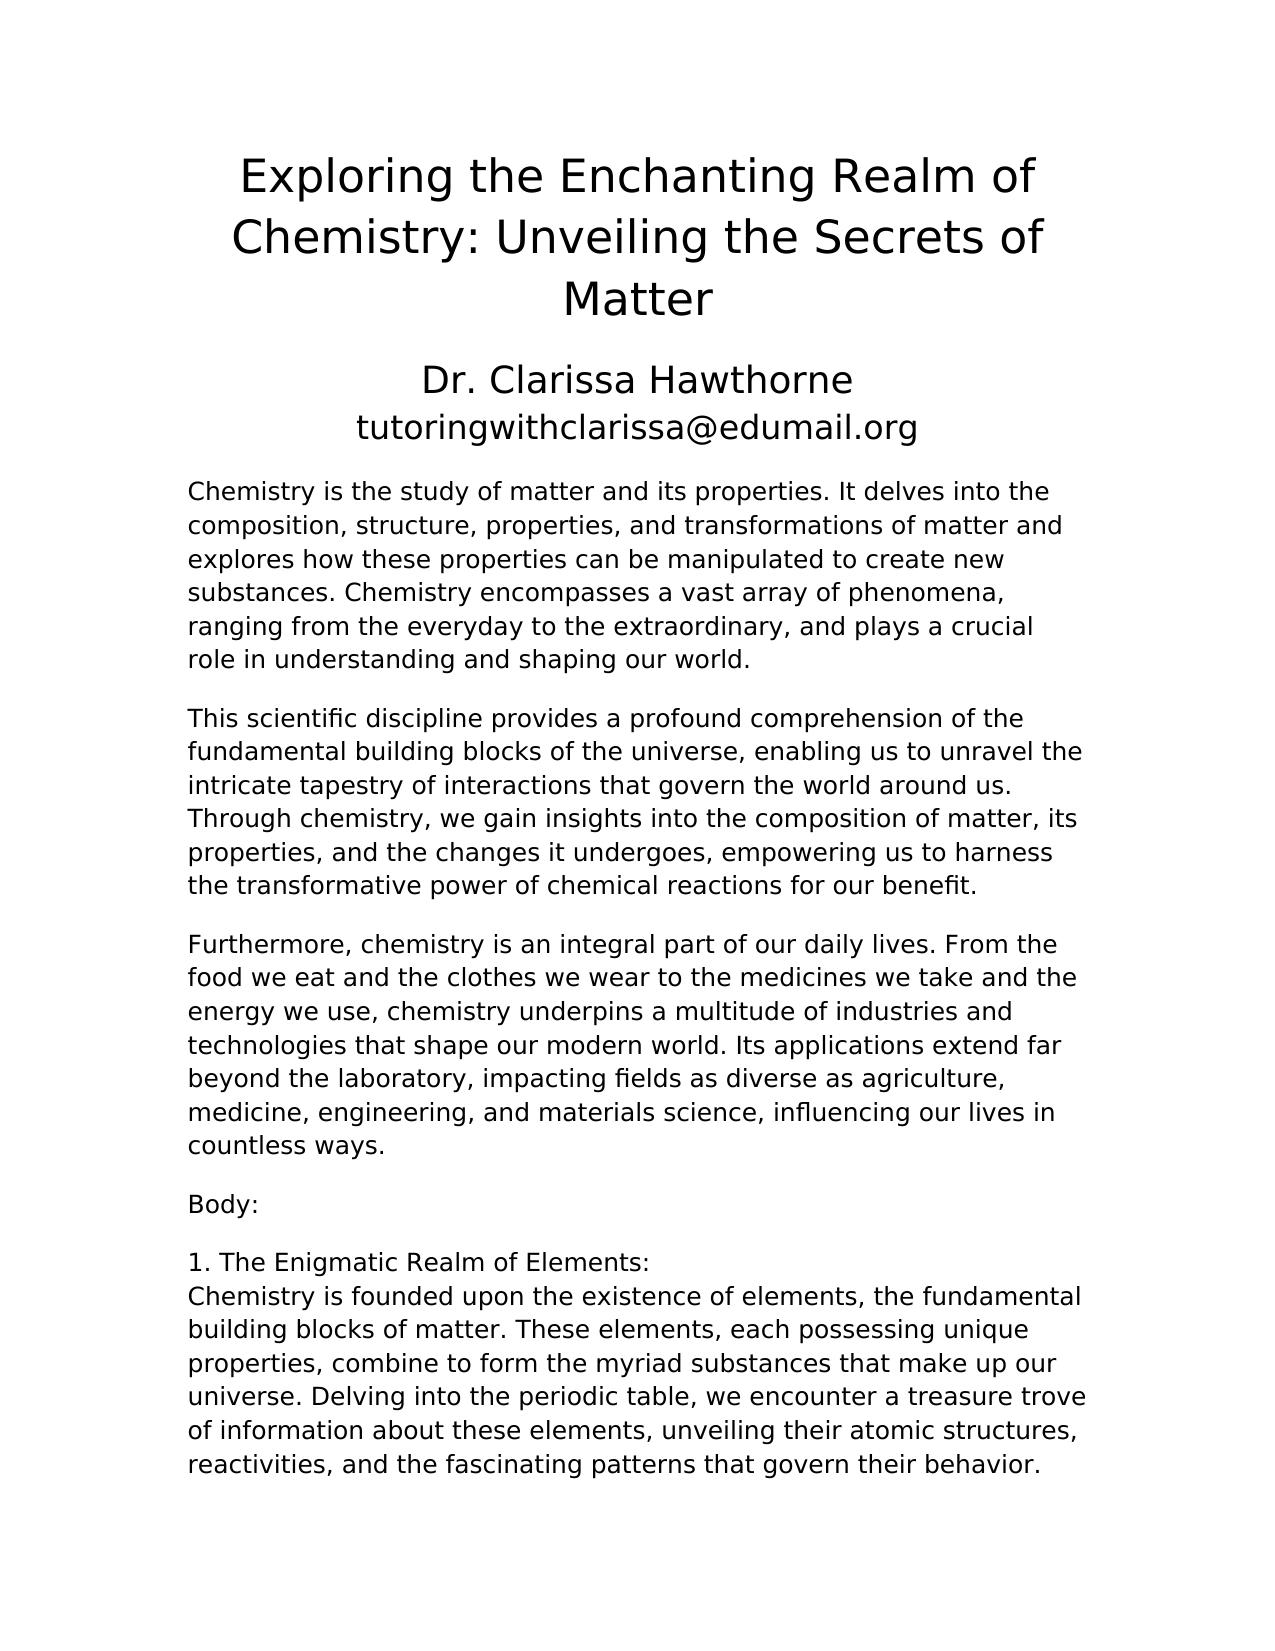 Exploring the Enchanting Realm of
Chemistry: Unveiling the Secrets of
Matter
Dr. Clarissa Hawthorne
tutoringwithclarissa@edumail.org
Chemistry is the study of matter and its properties. It delves into the
composition, structure, properties, and transformations of matter and
explores how these properties can be manipulated to create new
substances. Chemistry encompasses a vast array of phenomena,
ranging from the everyday to the extraordinary, and plays a crucial
role in understanding and shaping our world.
This scientific discipline provides a profound comprehension of the
fundamental building blocks of the universe, enabling us to unravel the
intricate tapestry of interactions that govern the world around us.
Through chemistry, we gain insights into the composition of matter, its
properties, and the changes it undergoes, empowering us to harness
the transformative power of chemical reactions for our benefit.
Furthermore, chemistry is an integral part of our daily lives. From the
food we eat and the clothes we wear to the medicines we take and the
energy we use, chemistry underpins a multitude of industries and
technologies that shape our modern world. Its applications extend far
beyond the laboratory, impacting fields as diverse as agriculture,
medicine, engineering, and materials science, influencing our lives in
countless ways.
Body:
1. The Enigmatic Realm of Elements:
Chemistry is founded upon the existence of elements, the fundamental
building blocks of matter. These elements, each possessing unique
properties, combine to form the myriad substances that make up our
universe. Delving into the periodic table, we encounter a treasure trove
of information about these elements, unveiling their atomic structures,
reactivities, and the fascinating patterns that govern their behavior.